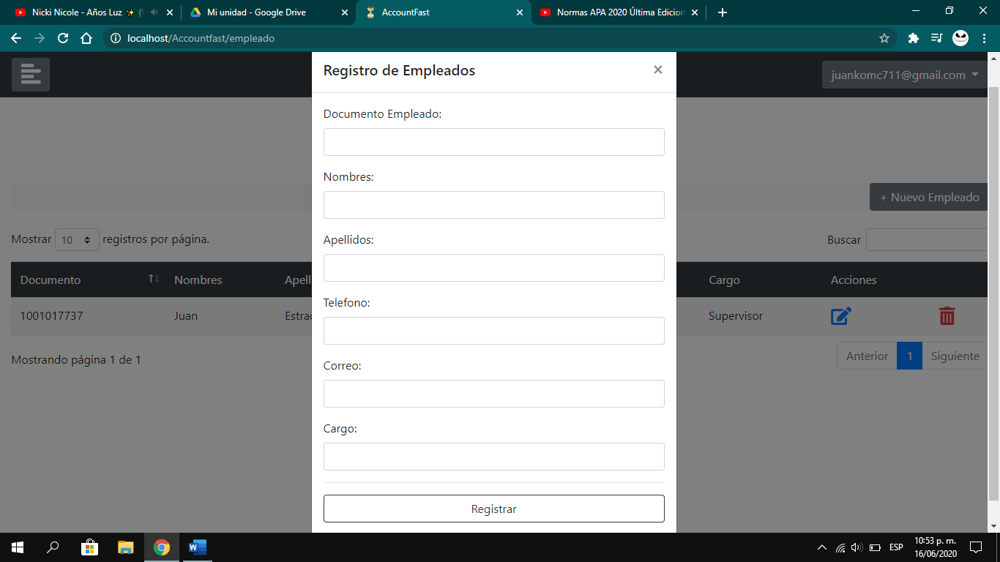 Nicki Nicole - Años Luz ✨ (
Mi unidad - Google Drive
AccountFast
Normas APA 2020 Última Edicion
localhost/Accountfast/empleado
Registro de Empleados
×
juankomc711@gmail.com
Documento Empleado:
Nombres:
+ Nuevo Empleado
Apellidos:
Mostrar 10 registros por página.
Buscar
Documento Nombres Apell Cargo Acciones
Telefono:
1001017737 Juan Estrad Supervisor
Mostrando página 1 de 1
Anterior 1 Siguiente
Correo:
Cargo:
Registrar
ESP
10:53 p. m.
16/06/2020